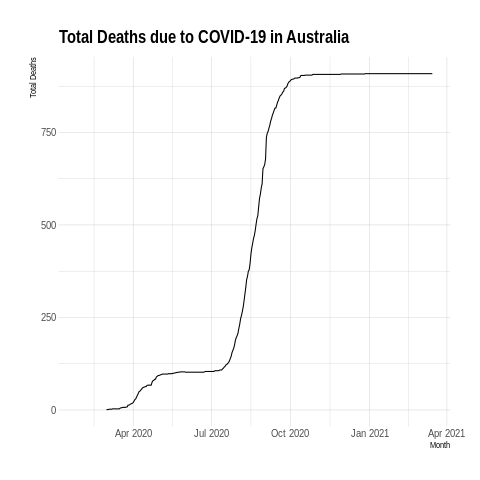 Total Deaths due to COVID-19 in Australia
Total Deaths
750
500
250
0
Apr 2020 Jul 2020 Oct 2020 Jan 2021 Apr 2021
Month